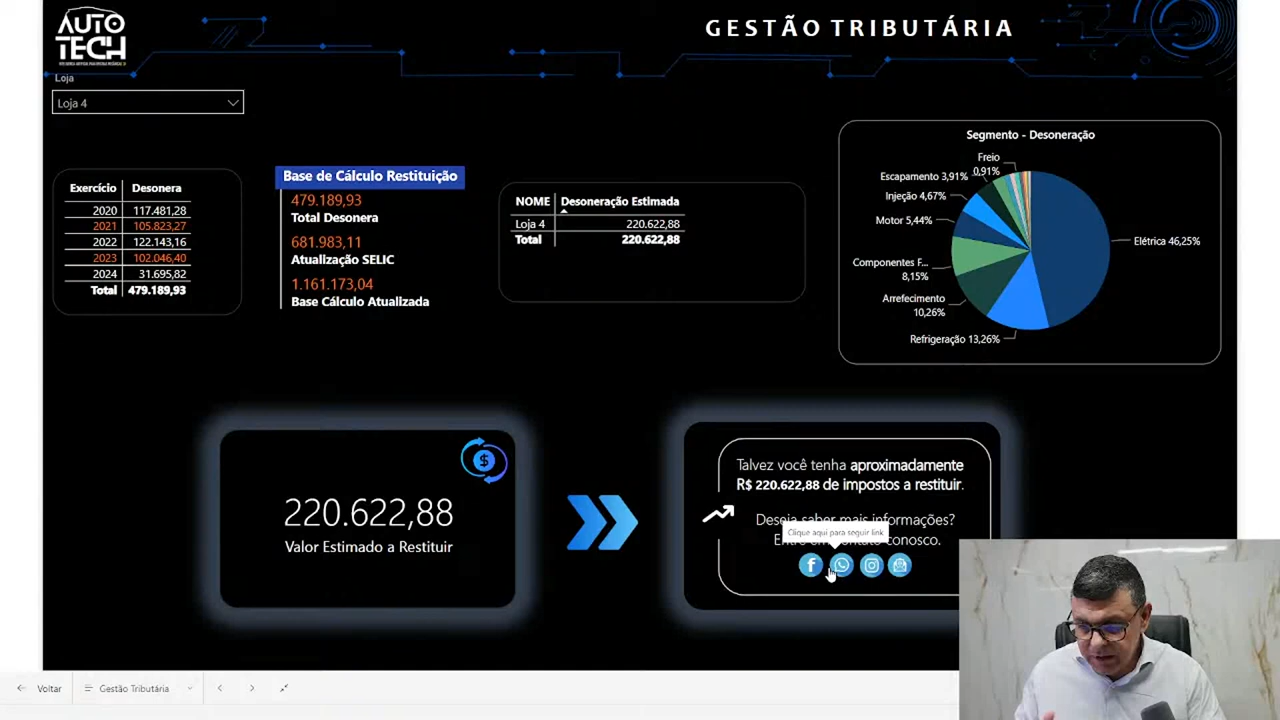 AUTO
TECH
GESTÃO TRIBUTÁRIA
Loja
Loja 4
Exercício Desonera
2020 117.481,28
2021 105.823,27
2022 122.143,16
2023 102.046,40
2024 31.695,82
Total 479.189,93
Base de Cálculo Restituição
479.189,93
Total Desonera
681.983,11
Atualização SELIC
1.161.173,04
Base Cálculo Atualizada
NOME Desoneração Estimada
Loja 4 220.622,88
Total 220.622,88
Segmento - Desoneração
Freio
0,91%
Escapamento 3,91%
Injeção 4,67%
Motor 5,44%
Elétrica 46,25%
Componentes F...
8,15%
Arrefecimento
10,26%
Refrigeração 13,26%
220.622,88
Valor Estimado a Restituir
Talvez você tenha aproximadamente
R$ 220.622,88 de impostos a restituir.
Deseja saber mais informações?
Clique aqui para seguir link
conosco.
Voltar
Gestão Tributária